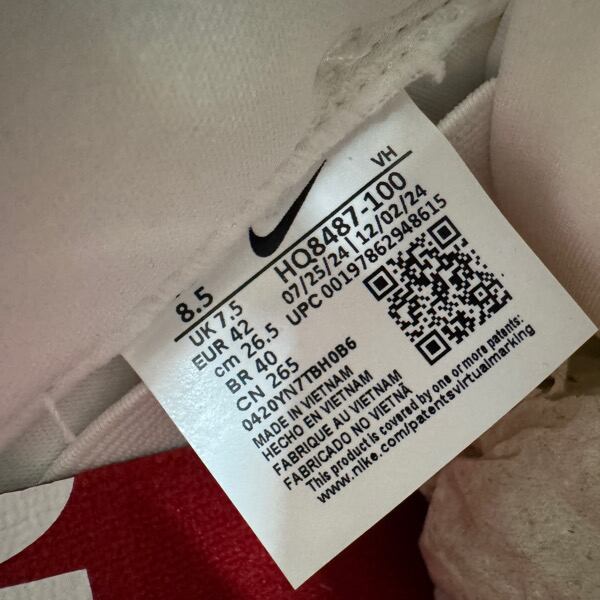 VH
8.5
HQ8487-100
UK 7.5
07/25/24 | 12/02/24
EUR 42
UPC 00197862948615
cm 26.5
BR 40
CN 265
0420YN7TBH0B6
MADE IN VIETNAM
HECHO EN VIETNAM
FABRIQUE AU VIETNAM
FABRICADO NO VIETNÃ
This product is covered by one or more patents:
www.nike.com/patentsvirtualmarking